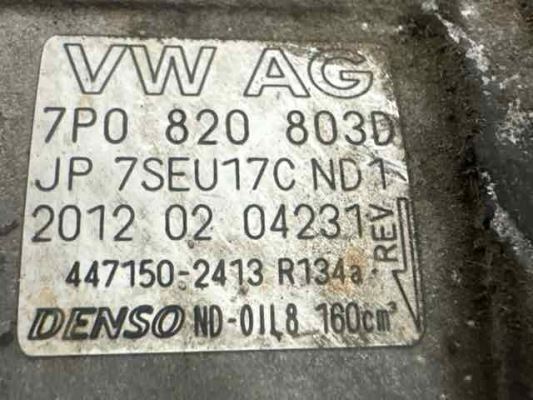 VW AG
7P0 820 803D
JP 7SEU17C ND1
2012 02 04231
REV
447150-2413 R134a
DENSO ND-OIL8 160cm³